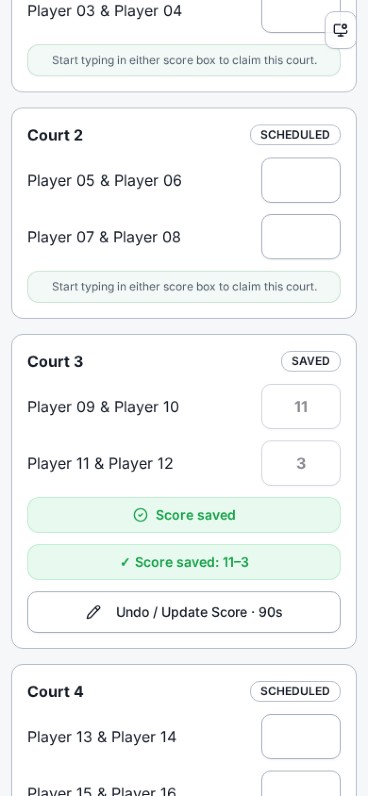 Player 03 & Player 04
Start typing in either score box to claim this court.
Court 2
SCHEDULED
Player 05 & Player 06
Player 07 & Player 08
Start typing in either score box to claim this court.
Court 3
SAVED
Player 09 & Player 10
11
Player 11 & Player 12
3
Score saved
✓ Score saved: 11–3
Undo / Update Score · 90s
Court 4
SCHEDULED
Player 13 & Player 14
Player 15 & Player 16